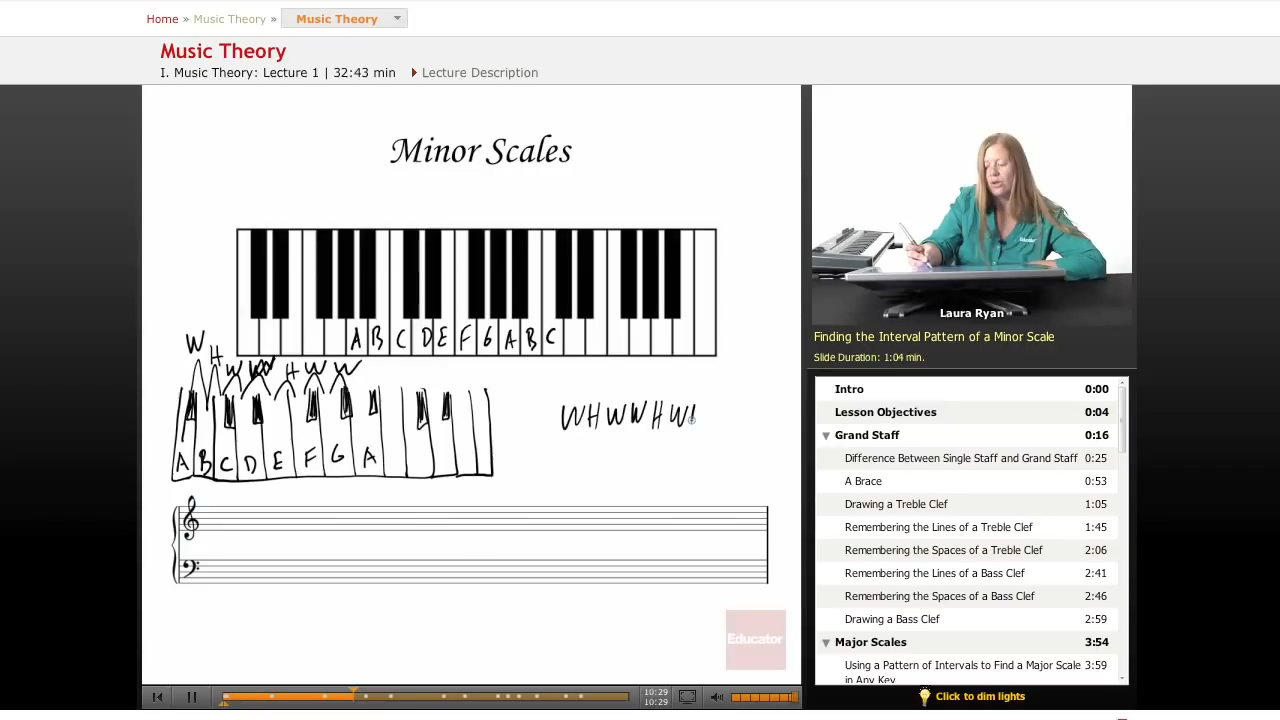 Home » Music Theory » Music Theory
Music Theory
I. Music Theory: Lecture 1 | 32:43 min Lecture Description
Minor Scales
A B C D E F G A B C
W H W H W W
A B C D E F G A
W H W W H W
Educator
Educator
Laura Ryan
Finding the Interval Pattern of a Minor Scale
Slide Duration: 1:04 min.
Intro 0:00
Lesson Objectives 0:04
Grand Staff 0:16
Difference Between Single Staff and Grand Staff 0:25
A Brace 0:53
Drawing a Treble Clef 1:05
Remembering the Lines of a Treble Clef 1:45
Remembering the Spaces of a Treble Clef 2:06
Remembering the Lines of a Bass Clef 2:41
Remembering the Spaces of a Bass Clef 2:46
Drawing a Bass Clef 2:59
Major Scales 3:54
Using a Pattern of Intervals to Find a Major Scale 3:59
in Any Key
10:29
10:29
Click to dim lights